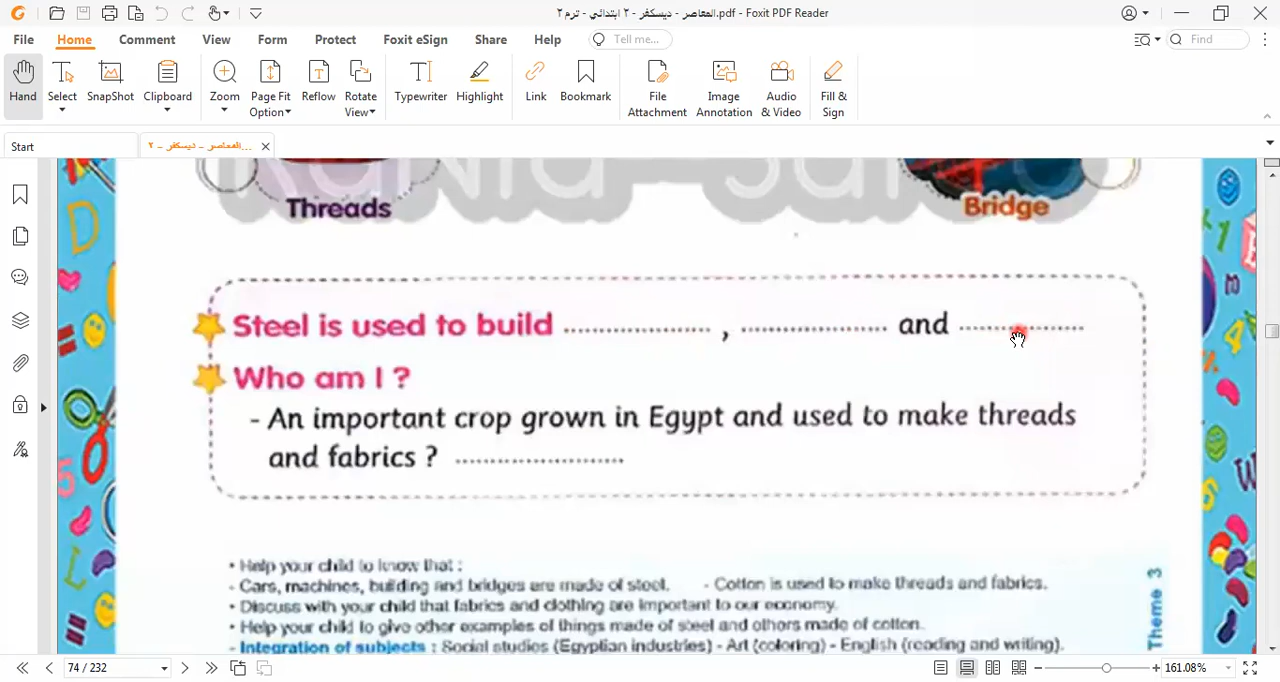 المعاصر - ديسكفر - ٢ ابتدائي - ترم٢.pdf - Foxit PDF Reader
File Home Comment View Form Protect Foxit eSign Share Help Tell me... Find
Hand Select SnapShot Clipboard Zoom Page Fit Option Reflow Rotate View Typewriter Highlight Link Bookmark File Attachment Image Annotation Audio & Video Fill & Sign
Start المعاصر - ديسكفر - ٢...
Rania - Sal
Threads Bridge
Steel is used to build .................... , .................... and ....................
Who am I ?
- An important crop grown in Egypt and used to make threads
and fabrics ? ....................
• Help your child to know that :
- Cars, machines, building and bridges are made of steel. - Cotton is used to make threads and fabrics.
• Discuss with your child that fabrics and clothing are important to our economy.
• Help your child to give other examples of things made of steel and others made of cotton.
- Integration of subjects : Social studies (Egyptian industries) - Art (coloring) - English (reading and writing).
Theme 3
74 / 232 161.08%